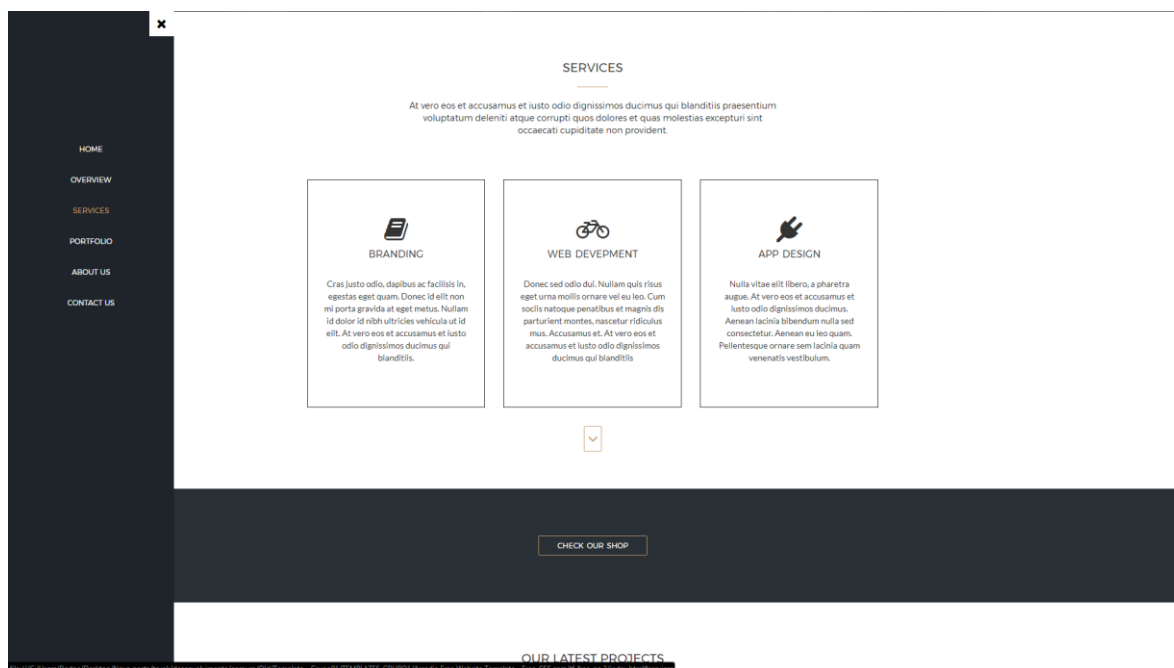 HOME
OVERVIEW
SERVICES
PORTFOLIO
ABOUT US
CONTACT US
SERVICES
At vero eos et accusamus et iusto odio dignissimos ducimus qui blanditiis praesentium
voluptatum deleniti atque corrupti quos dolores et quas molestias excepturi sint
occaecati cupiditate non provident.
BRANDING
Cras justo odio, dapibus ac facilisis in,
egestas eget quam. Donec id elit non
mi porta gravida at eget metus. Nullam
id dolor id nibh ultricies vehicula ut id
elit. At vero eos et accusamus et iusto
odio dignissimos ducimus qui
blanditiis.
WEB DEVEPMENT
Donec sed odio dui. Nullam quis risus
eget urna mollis ornare vel eu leo. Cum
sociis natoque penatibus et magnis dis
parturient montes, nascetur ridiculus
mus. Accusamus et. At vero eos et
accusamus et iusto odio dignissimos
ducimus qui blanditiis
APP DESIGN
Nulla vitae elit libero, a pharetra
augue. At vero eos et accusamus et
iusto odio dignissimos ducimus.
Aenean lacinia bibendum nulla sed
consectetur. Aenean eu leo quam.
Pellentesque ornare sem lacinia quam
venenatis vestibulum.
CHECK OUR SHOP
OUR LATEST PROJECTS